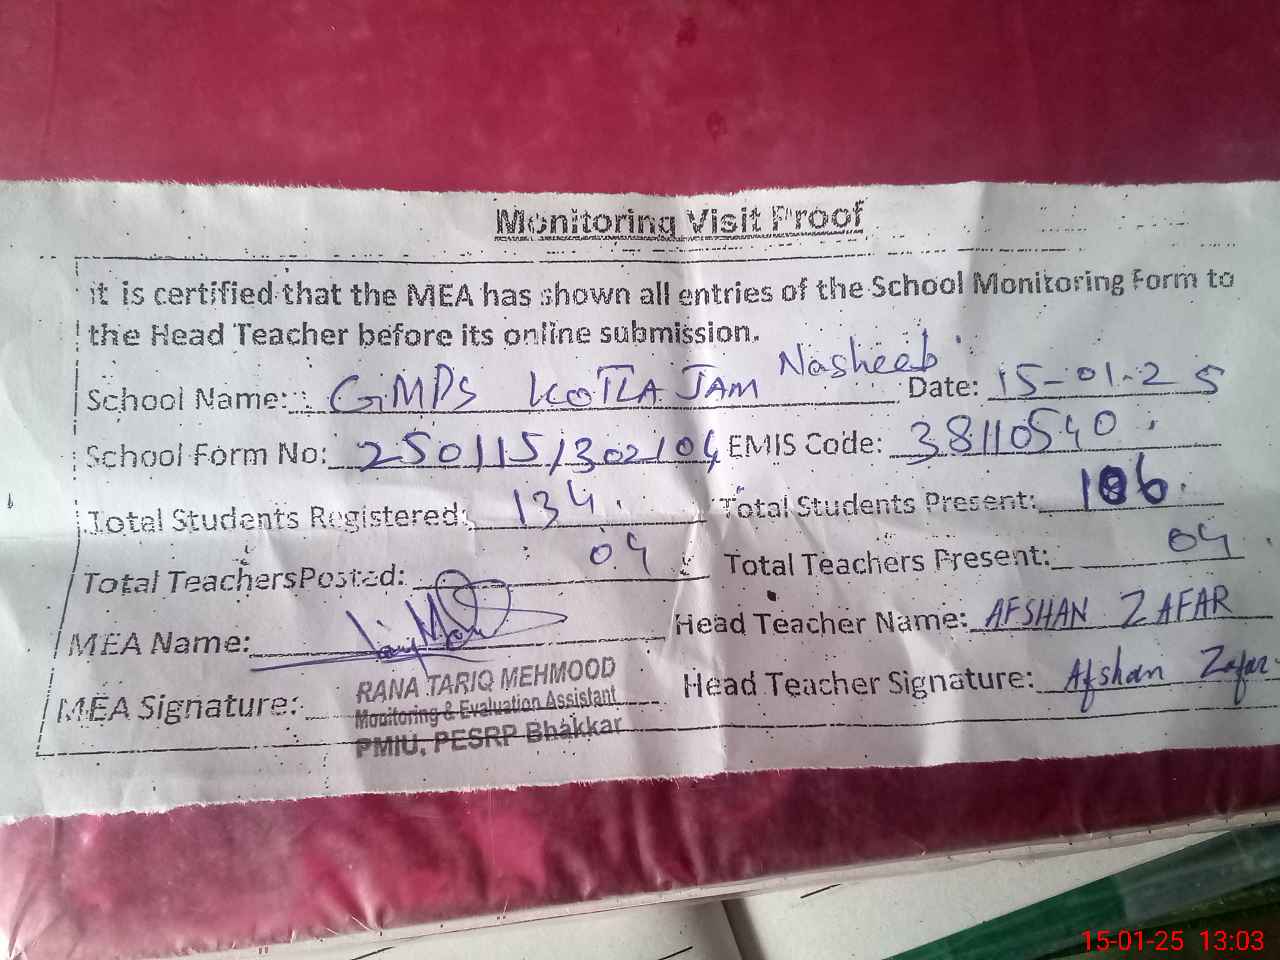 Monitoring Visit Proof
it is certified that the MEA has shown all entries of the School Monitoring Form to
the Head Teacher before its online submission.
School Name: GMPS KOTLA JAM Nasheeb Date: 15-01-25
School Form No: 250115/302104 EMIS Code: 38110540
Total Students Registered: 134. Total Students Present: 106.
Total Teachers Posted: 04 Total Teachers Present: 04
MEA Name: Head Teacher Name: AFSHAN ZAFAR
MEA Signature: Head Teacher Signature: Afshan Zafar
RANA TARIQ MEHMOOD
Monitoring & Evaluation Assistant
PMIU, PESRP Bhakkar
15-01-25 13:03